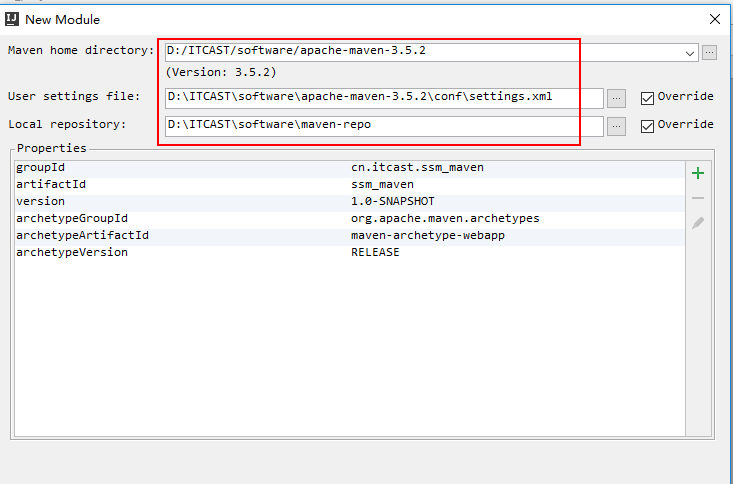 New Module
Maven home directory: D:/ITCAST/software/apache-maven-3.5.2
(Version: 3.5.2)
User settings file: D:\ITCAST\software\apache-maven-3.5.2\conf\settings.xml ... Override
Local repository: D:\ITCAST\software\maven-repo ... Override
Properties
groupId cn.itcast.ssm_maven
artifactId ssm_maven
version 1.0-SNAPSHOT
archetypeGroupId org.apache.maven.archetypes
archetypeArtifactId maven-archetype-webapp
archetypeVersion RELEASE